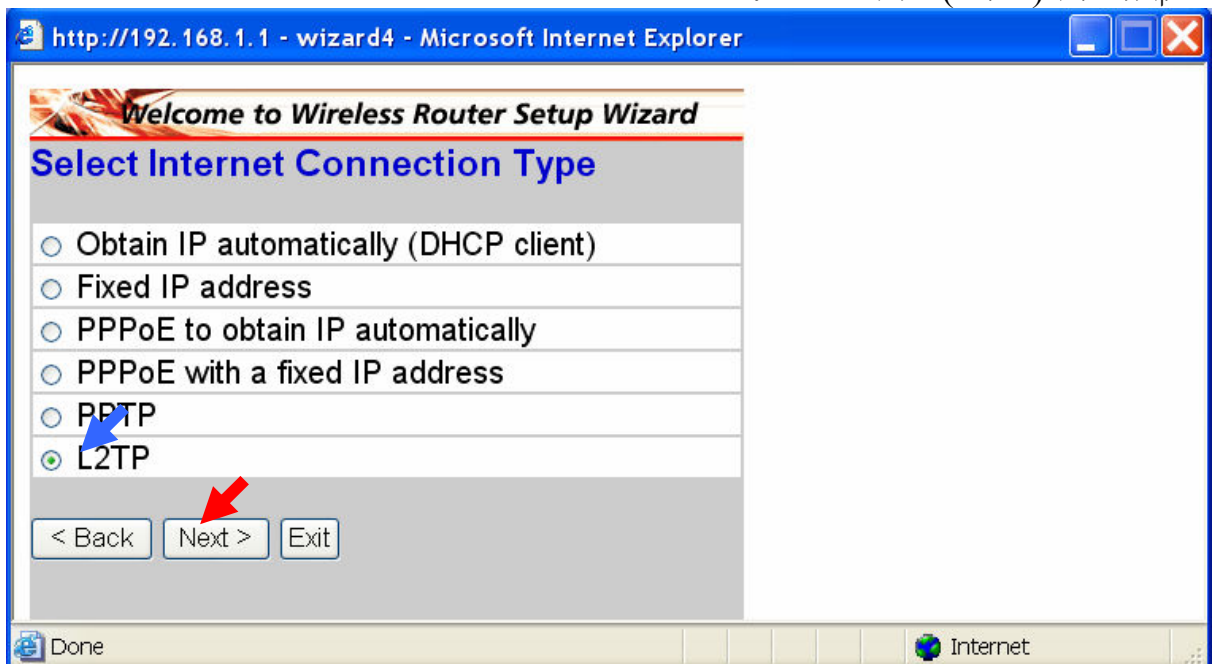 http://192.168.1.1 - wizard4 - Microsoft Internet Explorer
Welcome to Wireless Router Setup Wizard
Select Internet Connection Type
Obtain IP automatically (DHCP client)
Fixed IP address
PPPoE to obtain IP automatically
PPPoE with a fixed IP address
PPTP
L2TP
< Back Next > Exit
Done Internet